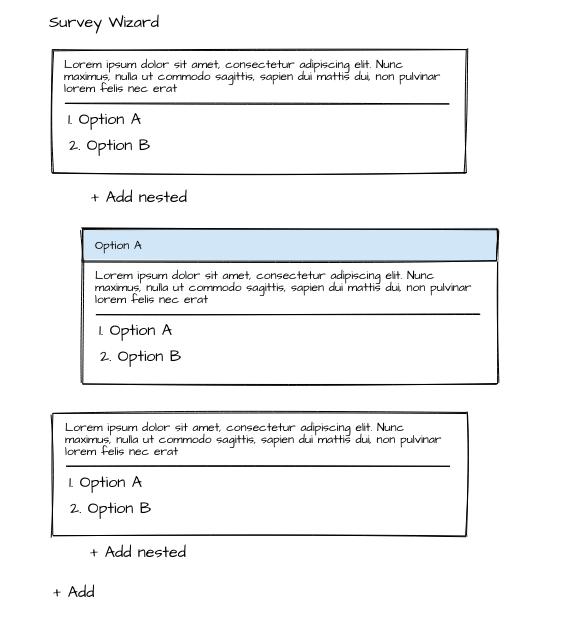 Survey Wizard
Lorem ipsum dolor sit amet, consectetur adipiscing elit. Nunc
maximus, nulla ut commodo sagittis, sapien dui mattis dui, non pulvinar
lorem felis nec erat
1. Option A
2. Option B
+ Add nested
Option A
Lorem ipsum dolor sit amet, consectetur adipiscing elit. Nunc
maximus, nulla ut commodo sagittis, sapien dui mattis dui, non pulvinar
lorem felis nec erat
1. Option A
2. Option B
Lorem ipsum dolor sit amet, consectetur adipiscing elit. Nunc
maximus, nulla ut commodo sagittis, sapien dui mattis dui, non pulvinar
lorem felis nec erat
1. Option A
2. Option B
+ Add nested
+ Add